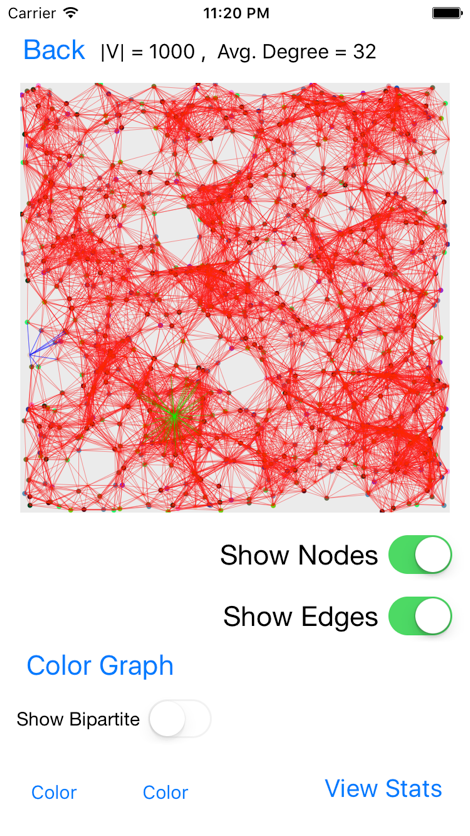 Carrier 11:20 PM
Back |V| = 1000 , Avg. Degree = 32
Show Nodes
Show Edges
Color Graph
Show Bipartite
Color Color View Stats